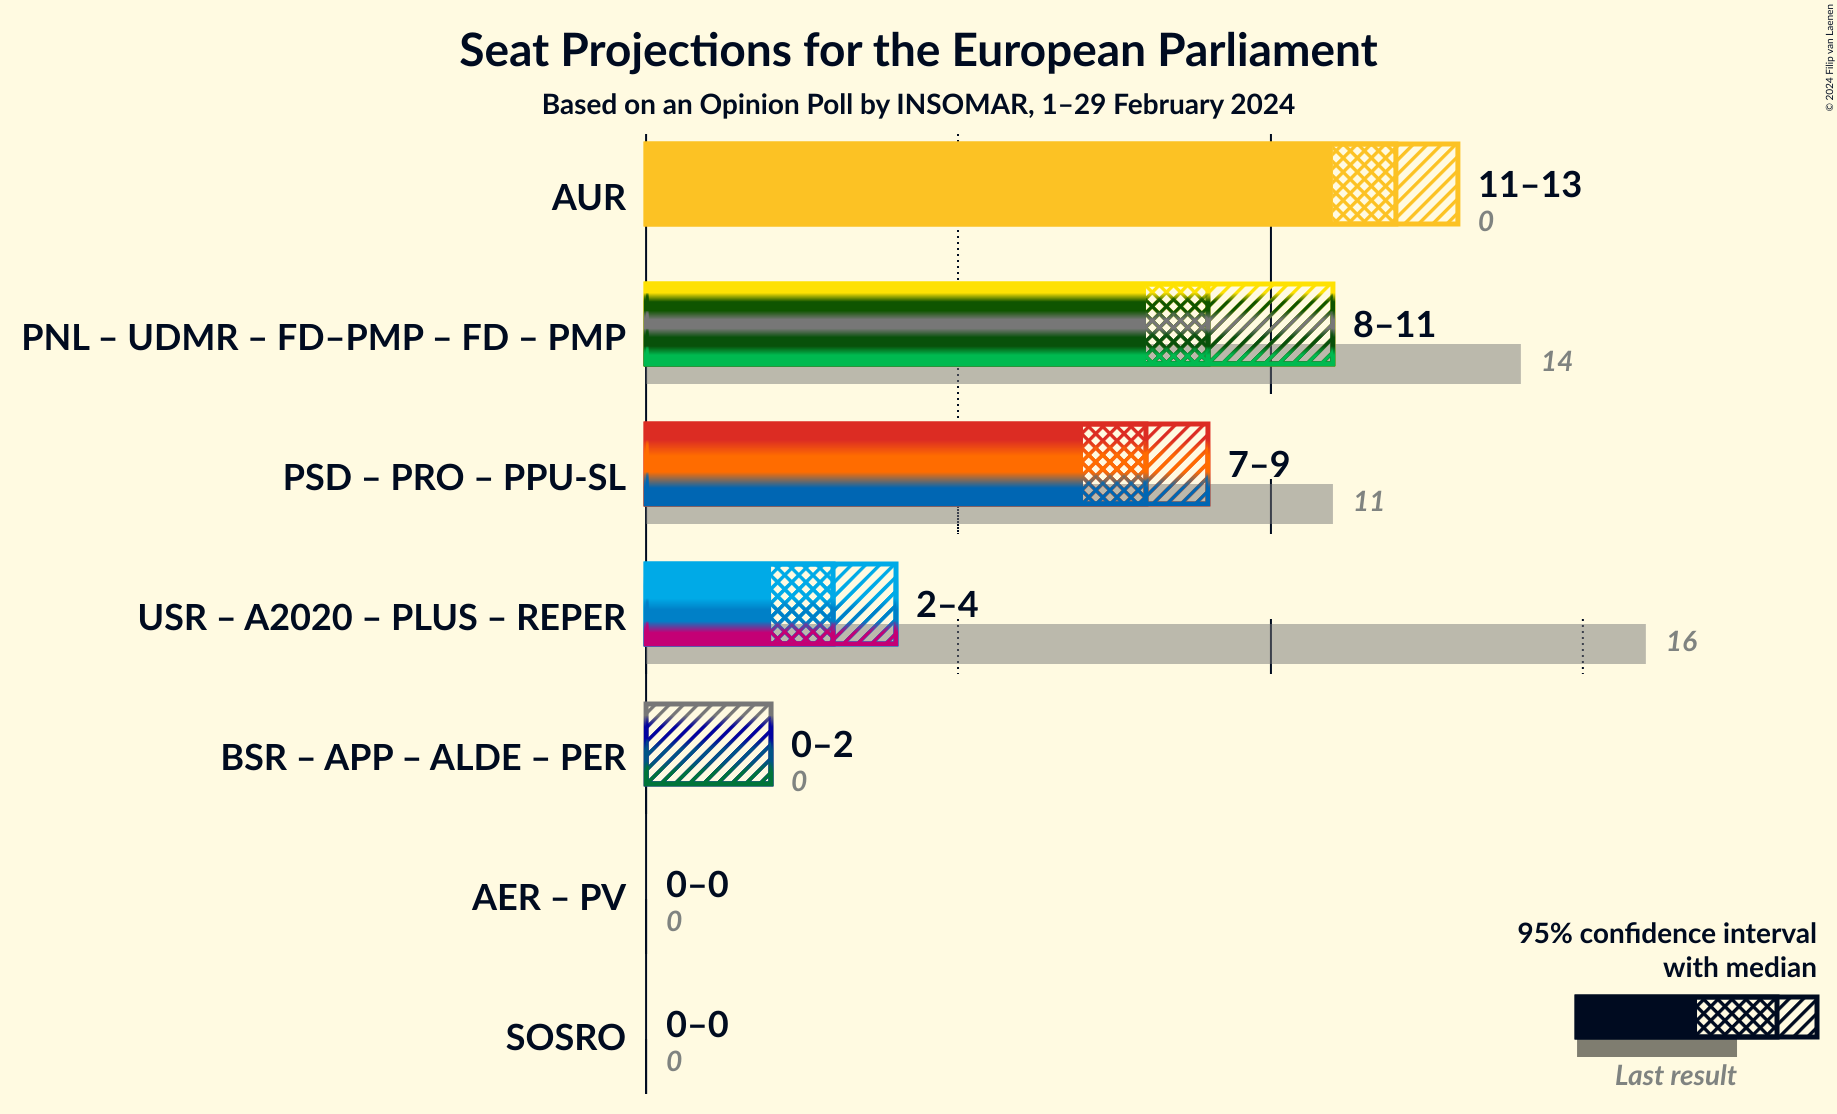 Seat Projections for the European Parliament
Based on an Opinion Poll by INSOMAR, 1–29 February 2024
© 2024 Filip van Laenen
AUR
11–13
0
PNL – UDMR – FD–PMP – FD – PMP
8–11
14
PSD – PRO – PPU-SL
7–9
11
USR – A2020 – PLUS – REPER
2–4
16
BSR – APP – ALDE – PER
0–2
0
AER – PV
0–0
0
SOSRO
0–0
0
95% confidence interval
with median
Last result